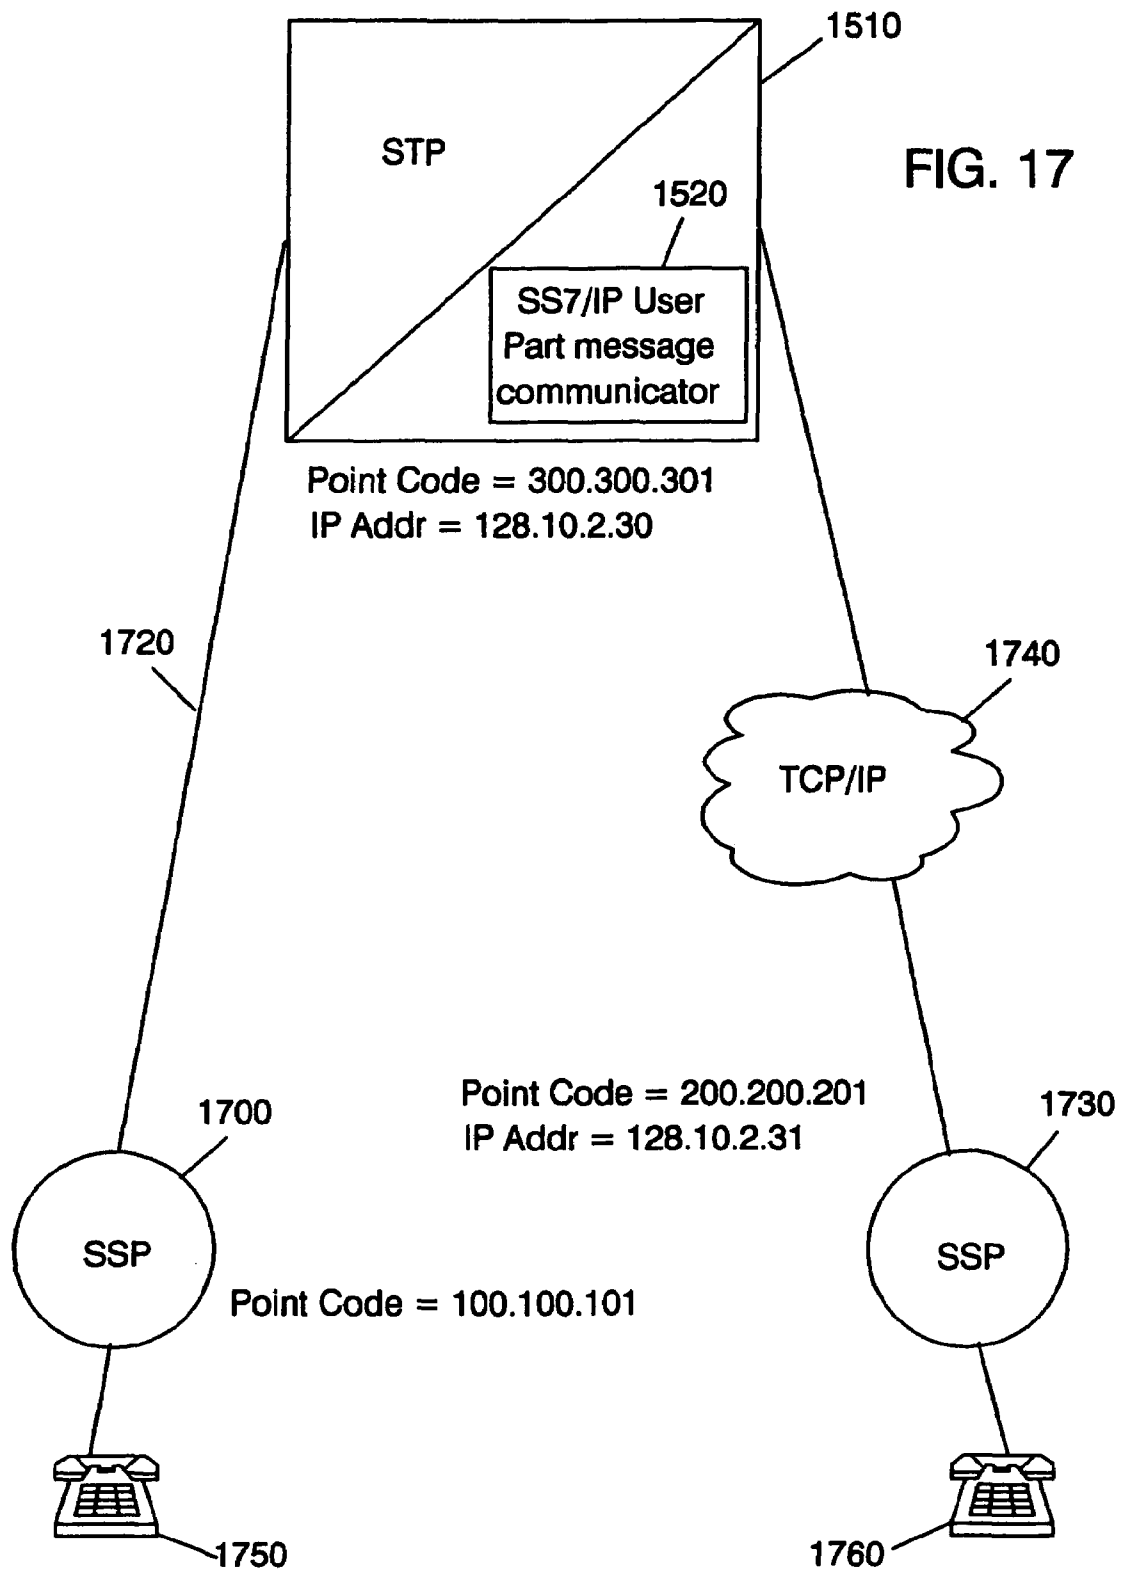 1510
STP
FIG. 17
1520
SS7/IP User
Part message
communicator
Point Code = 300.300.301
IP Addr = 128.10.2.30
1720
1740
TCP/IP
Point Code = 200.200.201
IP Addr = 128.10.2.31
1700
1730
SSP
SSP
Point Code = 100.100.101
1750
1760